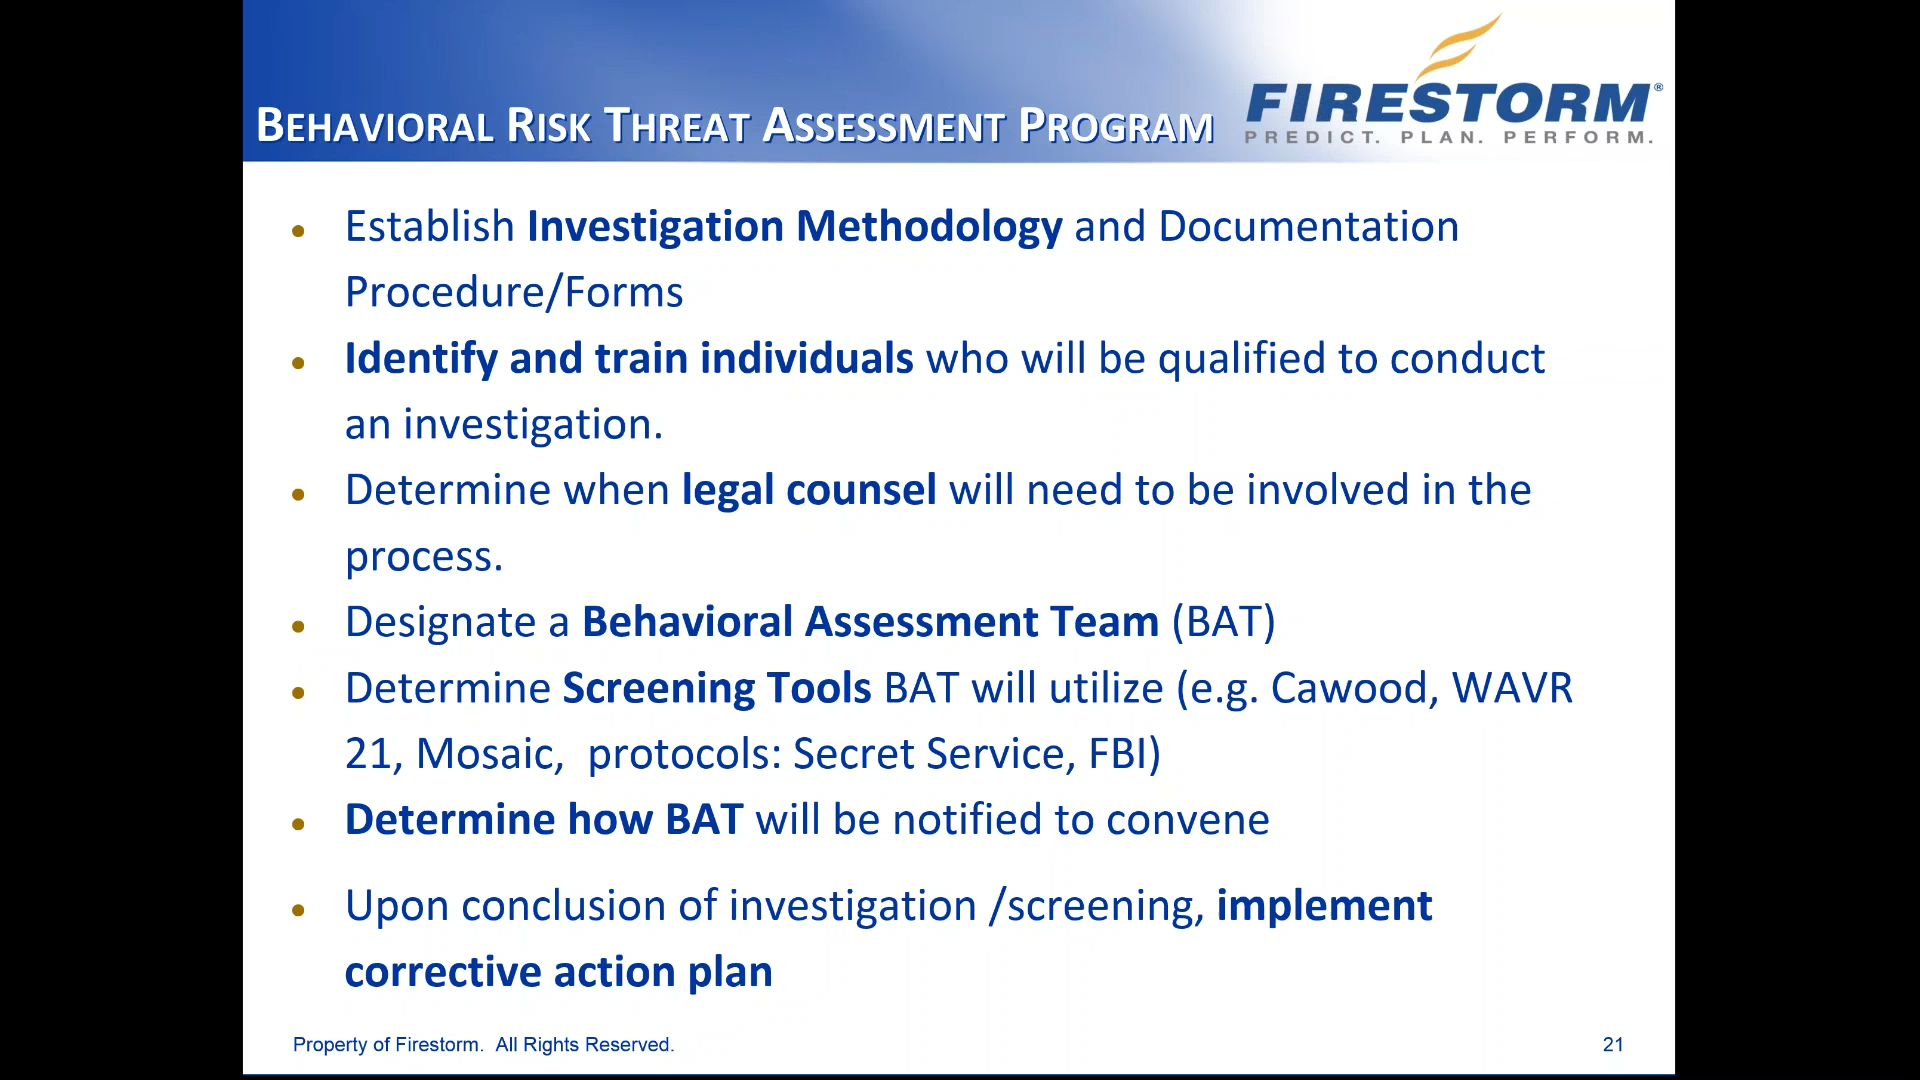 BEHAVIORAL RISK THREAT ASSESSMENT PROGRAM
FIRESTORM®
PREDICT. PLAN. PERFORM.
• Establish Investigation Methodology and Documentation
Procedure/Forms
• Identify and train individuals who will be qualified to conduct
an investigation.
• Determine when legal counsel will need to be involved in the
process.
• Designate a Behavioral Assessment Team (BAT)
• Determine Screening Tools BAT will utilize (e.g. Cawood, WAVR
21, Mosaic,  protocols: Secret Service, FBI)
• Determine how BAT will be notified to convene
• Upon conclusion of investigation /screening, implement
corrective action plan
Property of Firestorm.  All Rights Reserved.
21